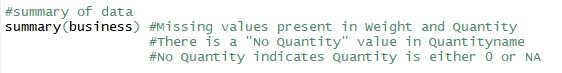 #summary of data
summary(business) #Missing values present in Weight and Quantity
#There is a "No Quantity" value in Quantityname
#No Quantity indicates Quantity is either 0 or NA